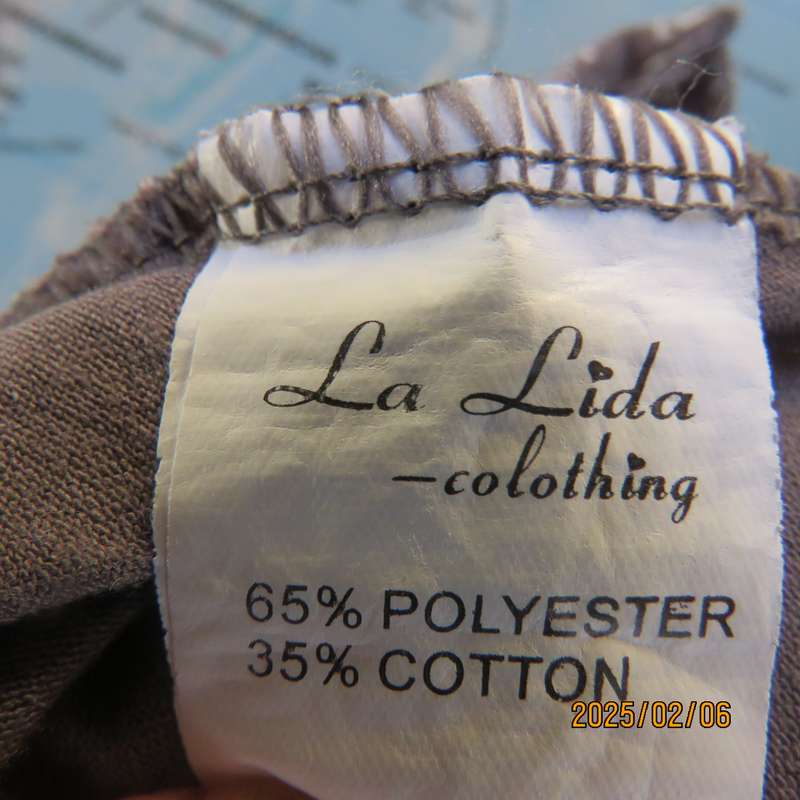 La Lida
—colothing
65% POLYESTER
35% COTTON
2025/02/06